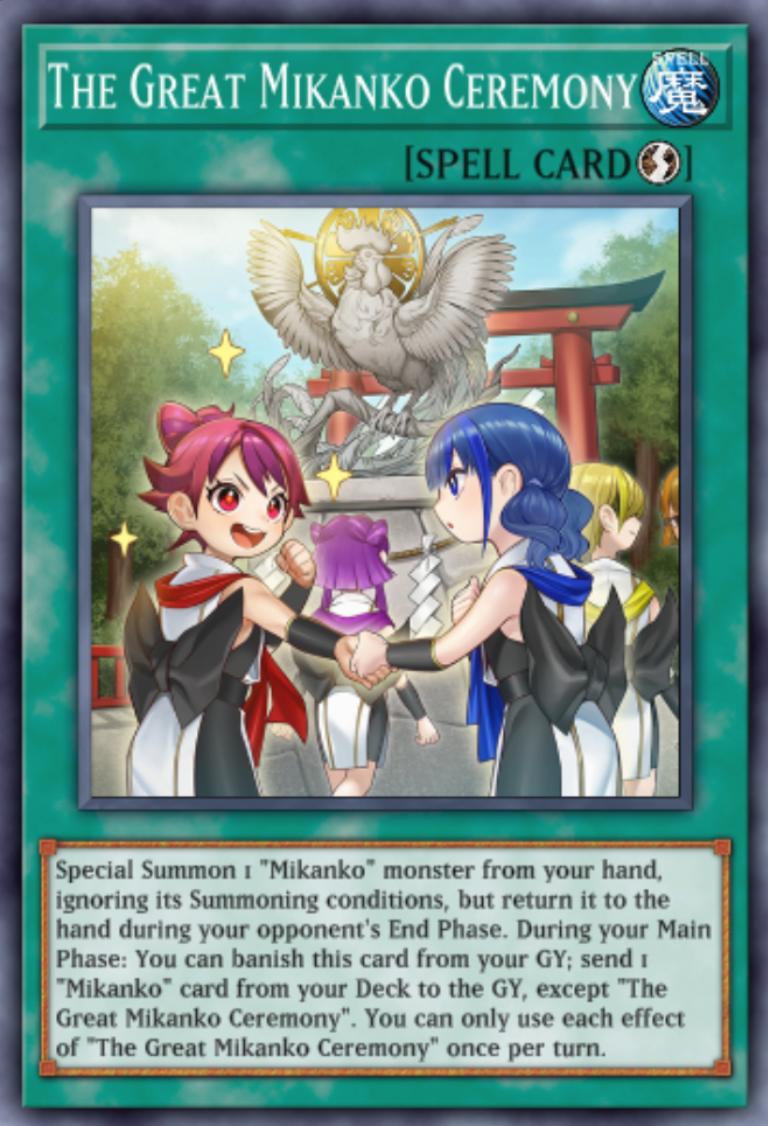 The Great Mikanko Ceremony
SPELL
魔
[SPELL CARD]
Special Summon 1 "Mikanko" monster from your hand,
ignoring its Summoning conditions, but return it to the
hand during your opponent's End Phase. During your Main
Phase: You can banish this card from your GY; send 1
"Mikanko" card from your Deck to the GY, except "The
Great Mikanko Ceremony". You can only use each effect
of "The Great Mikanko Ceremony" once per turn.